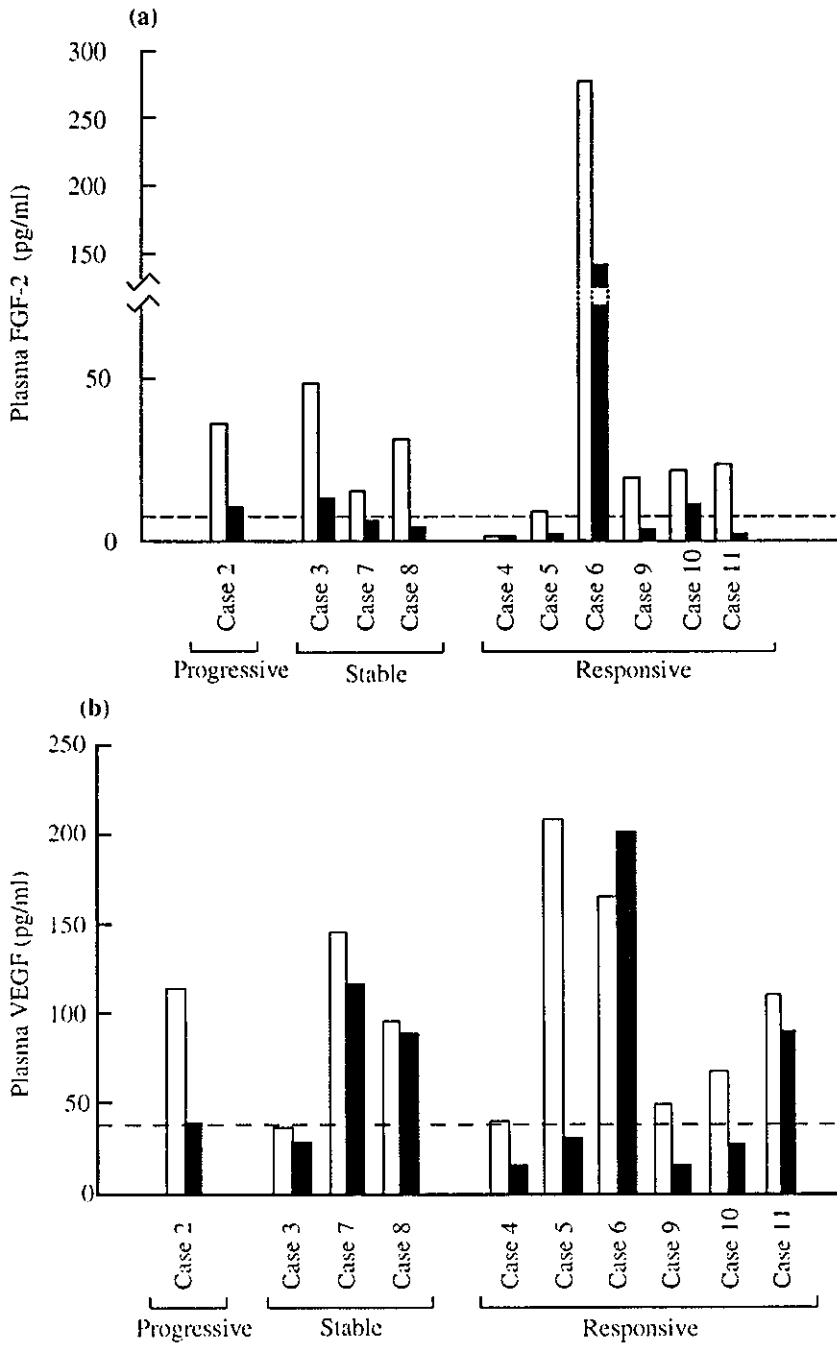 (a)
300
250
200
150
50
0
Plasma FGF-2 (pg/ml)
Case 2
Case 3
Case 7
Case 8
Case 4
Case 5
Case 6
Case 9
Case 10
Case 11
Progressive
Stable
Responsive
(b)
250
200
150
100
50
0
Plasma VEGF (pg/ml)
Case 2
Case 3
Case 7
Case 8
Case 4
Case 5
Case 6
Case 9
Case 10
Case 11
Progressive
Stable
Responsive